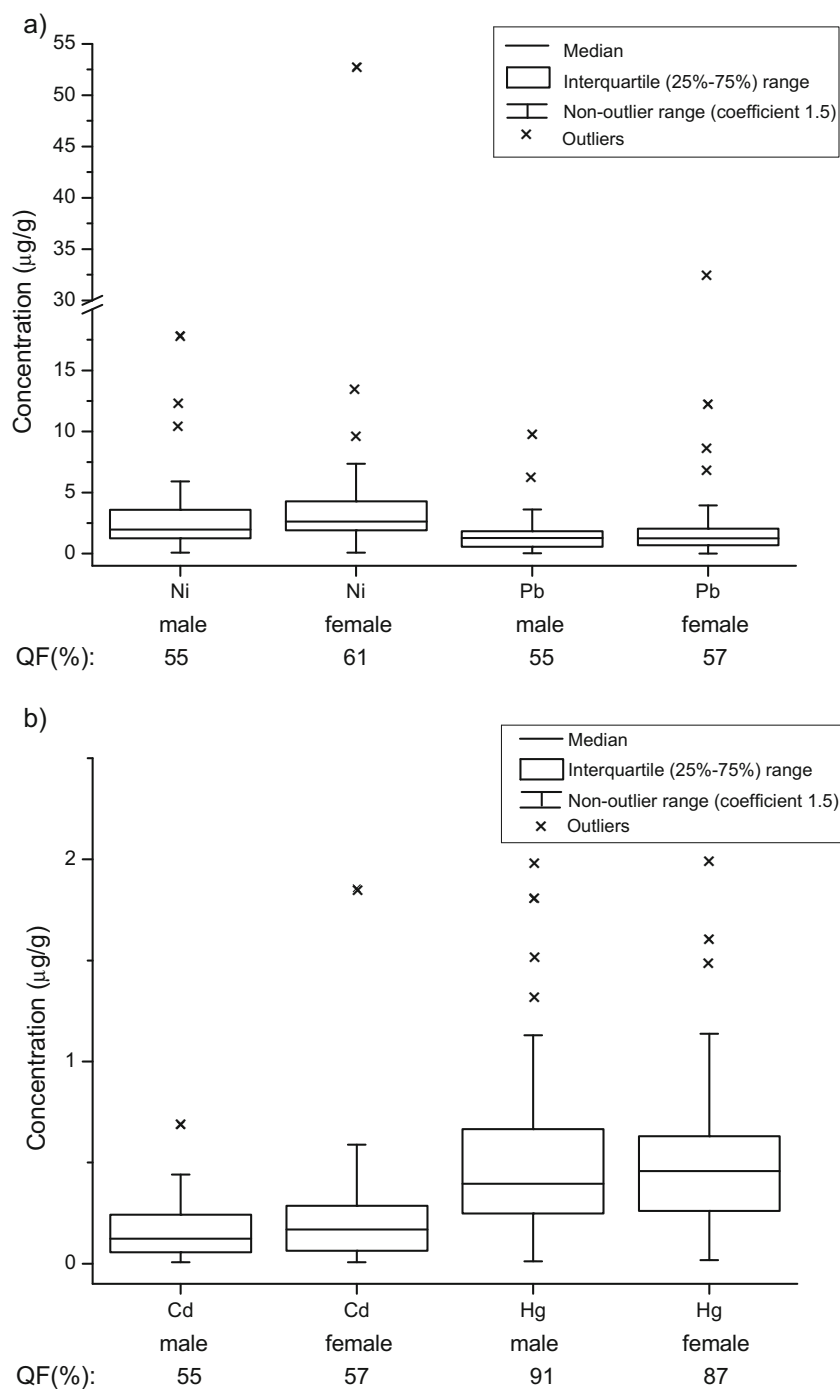 a)
55
50
45
40
35
30
15
10
5
0
Concentration (μg/g)
Median
Interquartile (25%-75%) range
Non-outlier range (coefficient 1.5)
Outliers
Ni Ni Pb Pb
male female male female
QF(%): 55 61 55 57
b)
2
1
0
Concentration (μg/g)
Median
Interquartile (25%-75%) range
Non-outlier range (coefficient 1.5)
Outliers
Cd Cd Hg Hg
male female male female
QF(%): 55 57 91 87